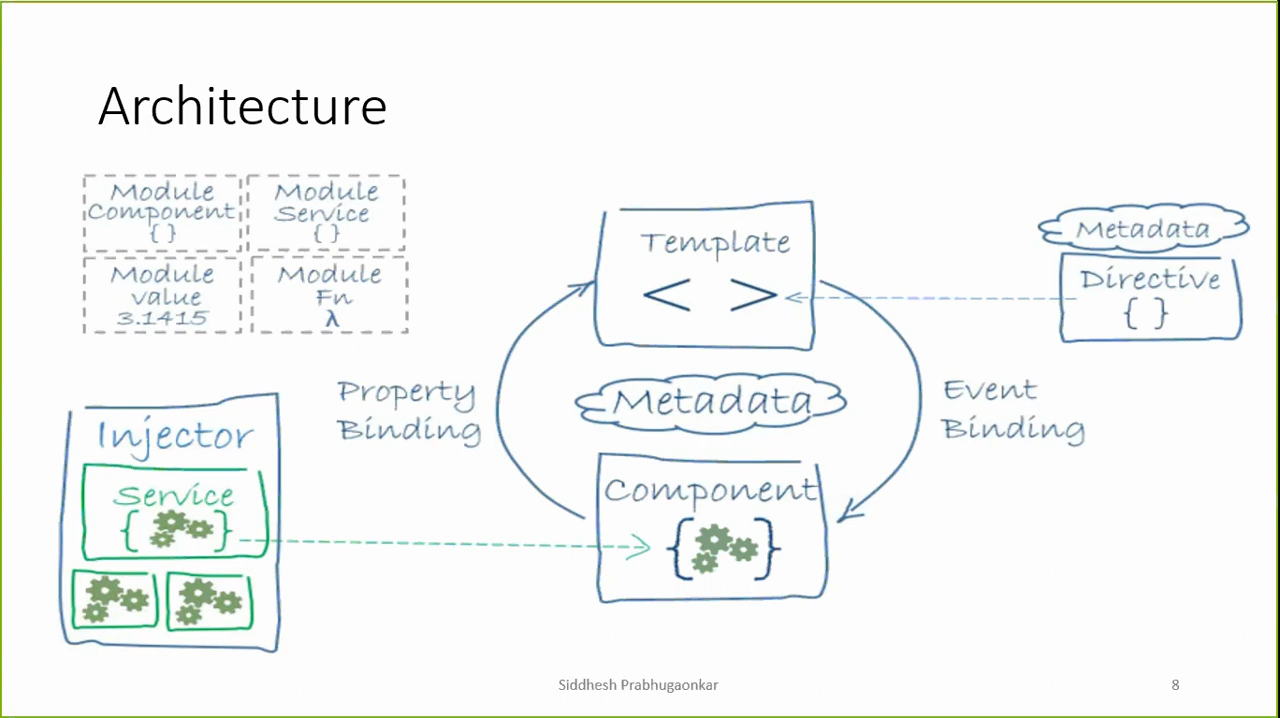 Architecture
Module
Component
{ }
Module
Service
{ }
Module
value
3.1415
Module
Fn
λ
Template
< >
Metadata
Directive
{ }
Property
Binding
Metadata
Event
Binding
Injector
Service
{ }
Component
{ }
Siddhesh Prabhugaonkar
8